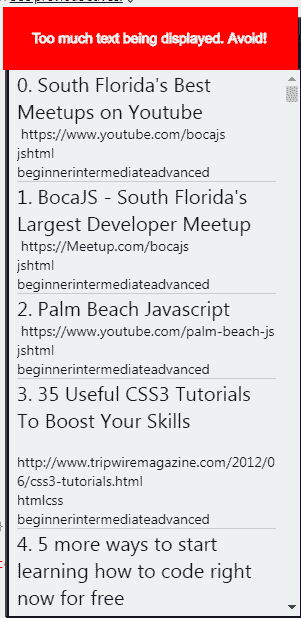 Too much text being displayed. Avoid!
0. South Florida's Best
Meetups on Youtube
https://www.youtube.com/bocajs
jshtml
beginnerintermediateadvanced
1. BocaJS - South Florida's
Largest Developer Meetup
https://Meetup.com/bocajs
jshtml
beginnerintermediateadvanced
2. Palm Beach Javascript
https://www.youtube.com/palm-beach-js
jshtml
beginnerintermediateadvanced
3. 35 Useful CSS3 Tutorials
To Boost Your Skills
http://www.tripwiremagazine.com/2012/0
6/css3-tutorials.html
htmlcss
beginnerintermediateadvanced
4. 5 more ways to start
learning how to code right
now for free